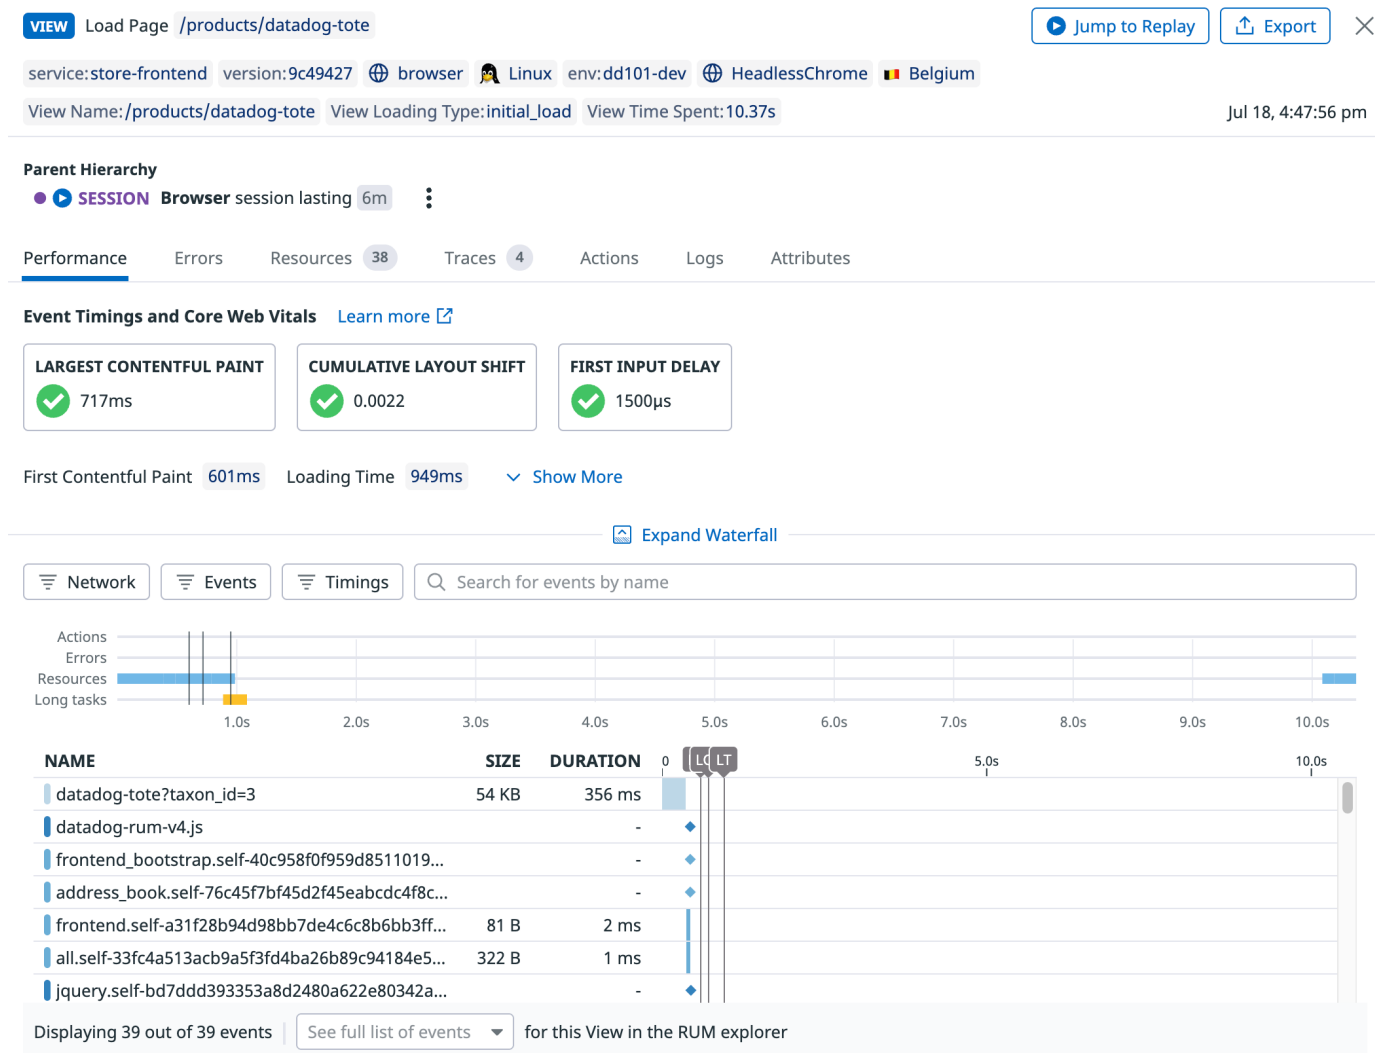 VIEW Load Page /products/datadog-tote Jump to Replay Export
service:store-frontend version:9c49427 browser Linux env:dd101-dev HeadlessChrome Belgium
View Name:/products/datadog-tote View Loading Type:initial_load View Time Spent:10.37s Jul 18, 4:47:56 pm
Parent Hierarchy
SESSION Browser session lasting 6m
Performance Errors Resources 38 Traces 4 Actions Logs Attributes
Event Timings and Core Web Vitals Learn more
LARGEST CONTENTFUL PAINT CUMULATIVE LAYOUT SHIFT FIRST INPUT DELAY
717ms 0.0022 1500µs
First Contentful Paint 601ms Loading Time 949ms Show More
Expand Waterfall
Network Events Timings Search for events by name
Actions
Errors
Resources
Long tasks
1.0s 2.0s 3.0s 4.0s 5.0s 6.0s 7.0s 8.0s 9.0s 10.0s
NAME SIZE DURATION 0 LT 5.0s 10.0s
datadog-tote?taxon_id=3 54 KB 356 ms
datadog-rum-v4.js -
frontend_bootstrap.self-40c958f0f959d8511019... -
address_book.self-76c45f7bf45d2f45eabcdc4f8c... -
frontend.self-a31f28b94d98bb7de4c6c8b6bb3ff... 81 B 2 ms
all.self-33fc4a513acb9a5f3fd4ba26b89c94184e5... 322 B 1 ms
jquery.self-bd7ddd393353a8d2480a622e80342a... -
Displaying 39 out of 39 events See full list of events for this View in the RUM explorer